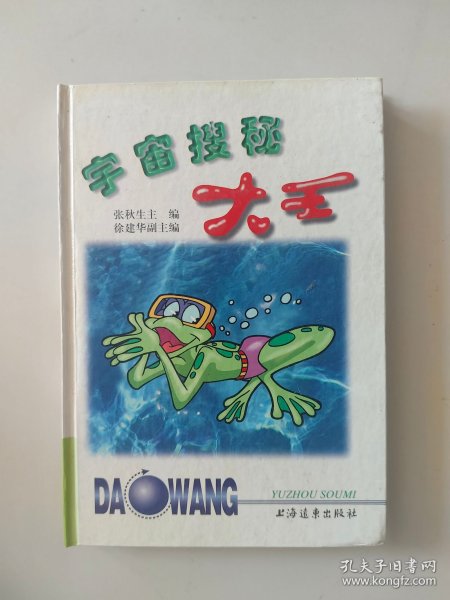 宇宙搜秘
大王
张秋生主 编
徐建华副主编
DAOWANG
YUZHOU SOUMI
上海远東出版社
孔夫子旧书网
www.kongfz.com